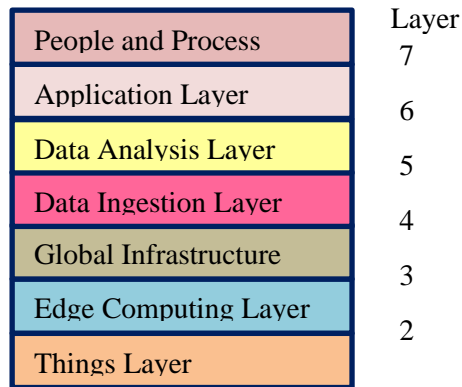 Layer
People and Process
7
Application Layer
6
Data Analysis Layer
5
Data Ingestion Layer
4
Global Infrastructure
3
Edge Computing Layer
2
Things Layer